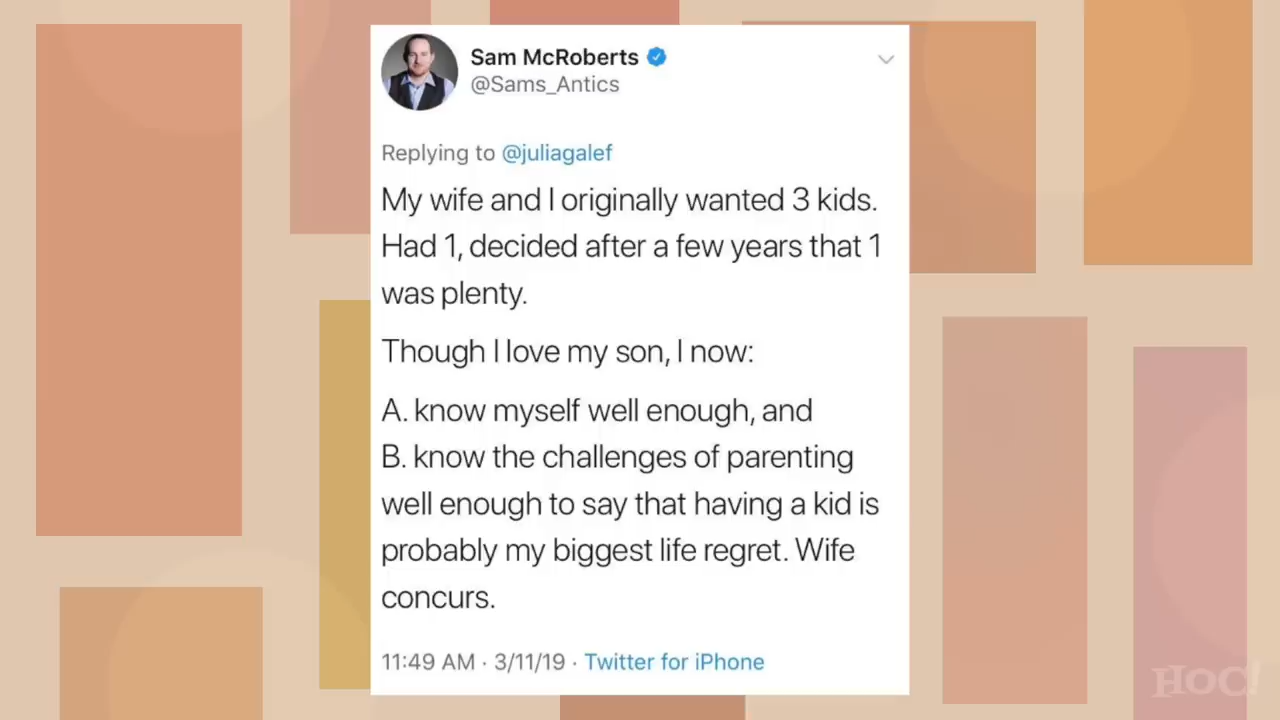 Sam McRoberts
@Sams_Antics
Replying to @juliagalef
My wife and I originally wanted 3 kids.
Had 1, decided after a few years that 1
was plenty.
Though I love my son, I now:
A. know myself well enough, and
B. know the challenges of parenting
well enough to say that having a kid is
probably my biggest life regret. Wife
concurs.
11:49 AM · 3/11/19 · Twitter for iPhone
HOC!